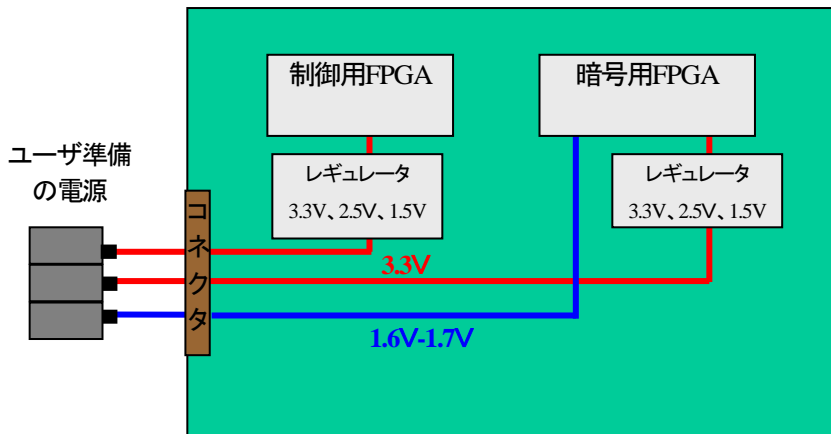 制御用FPGA
暗号用FPGA
ユーザ準備
の電源
レギュレータ
3.3V、2.5V、1.5V
レギュレータ
3.3V、2.5V、1.5V
コネクタ
3.3V
1.6V-1.7V